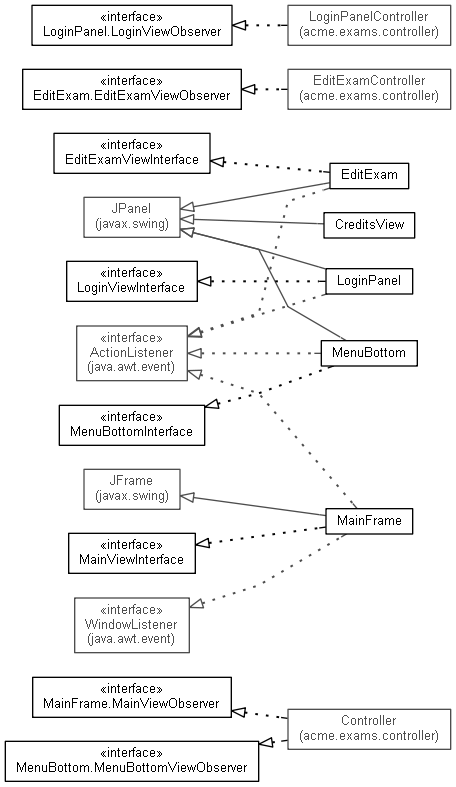 «interface»
LoginPanel.LoginViewObserver
LoginPanelController
(acme.exams.controller)
«interface»
EditExam.EditExamViewObserver
EditExamController
(acme.exams.controller)
«interface»
EditExamViewInterface
EditExam
JPanel
(javax.swing)
CreditsView
«interface»
LoginViewInterface
LoginPanel
«interface»
ActionListener
(java.awt.event)
MenuBottom
«interface»
MenuBottomInterface
JFrame
(javax.swing)
MainFrame
«interface»
MainViewInterface
«interface»
WindowListener
(java.awt.event)
«interface»
MainFrame.MainViewObserver
Controller
(acme.exams.controller)
«interface»
MenuBottom.MenuBottomViewObserver